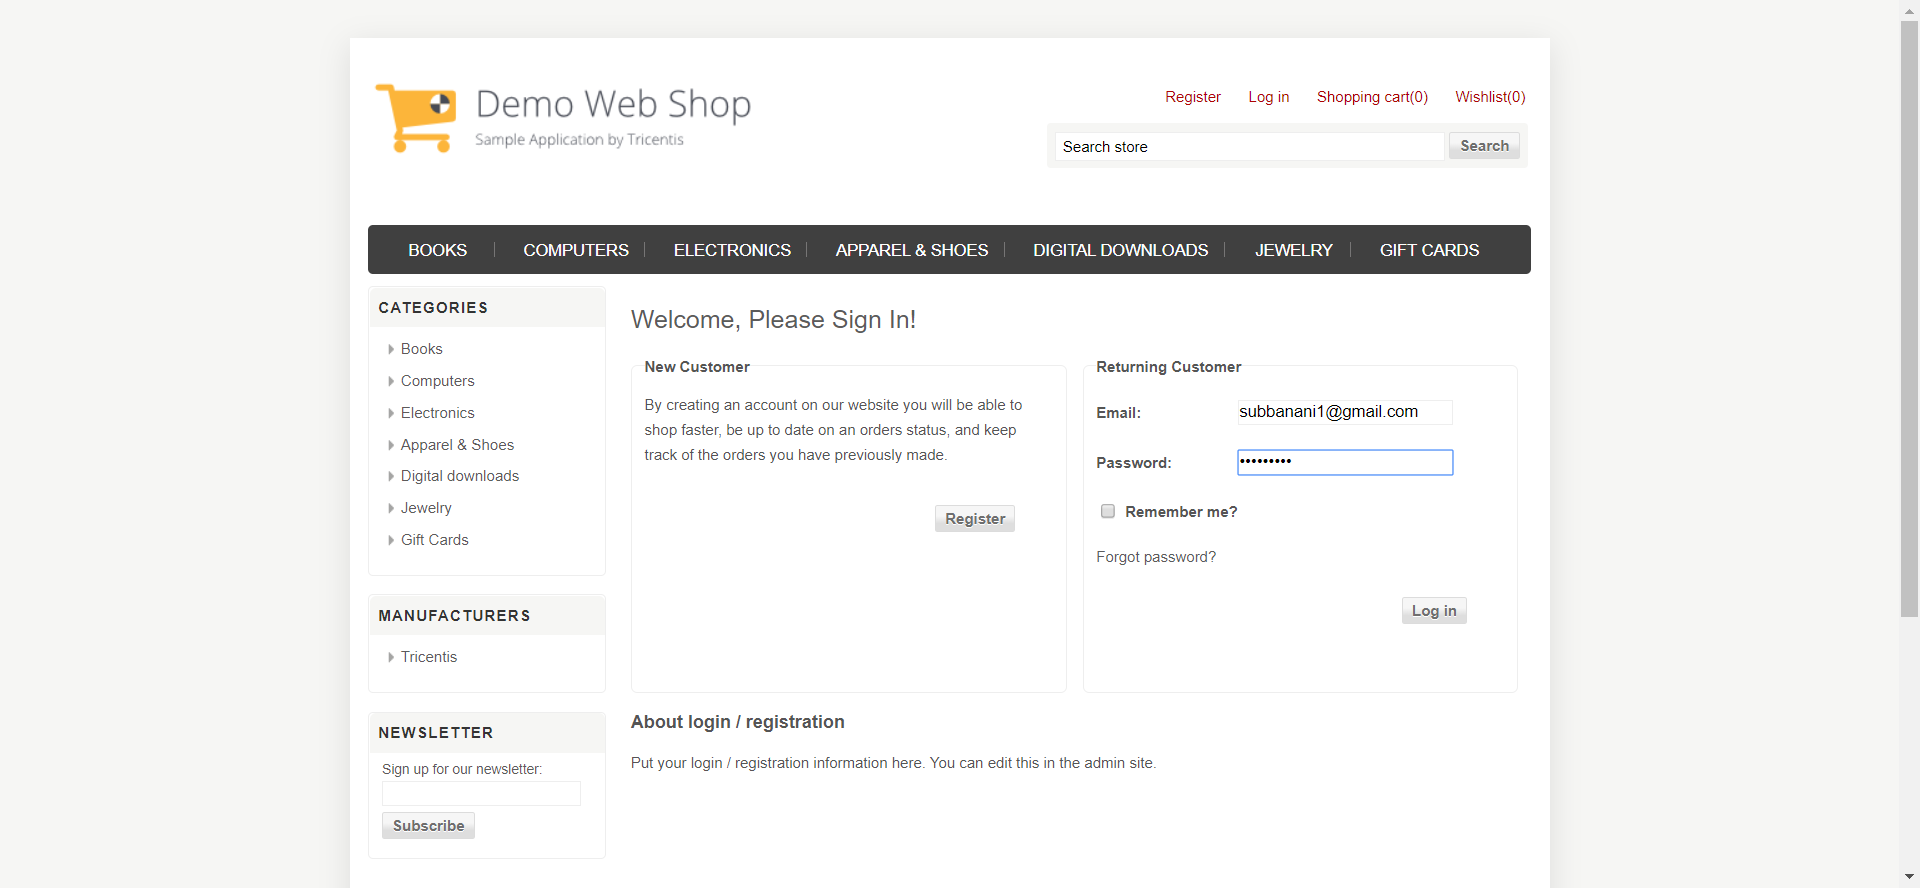 Demo Web Shop
Sample Application by Tricentis
Register Log in Shopping cart(0) Wishlist(0)
Search store Search
BOOKS COMPUTERS ELECTRONICS APPAREL & SHOES DIGITAL DOWNLOADS JEWELRY GIFT CARDS
CATEGORIES
Books
Computers
Electronics
Apparel & Shoes
Digital downloads
Jewelry
Gift Cards
MANUFACTURERS
Tricentis
NEWSLETTER
Sign up for our newsletter:
Subscribe
Welcome, Please Sign In!
New Customer
By creating an account on our website you will be able to
shop faster, be up to date on an orders status, and keep
track of the orders you have previously made.
Register
Returning Customer
Email: subbanani1@gmail.com
Password: •••••••••
Remember me?
Forgot password?
Log in
About login / registration
Put your login / registration information here. You can edit this in the admin site.